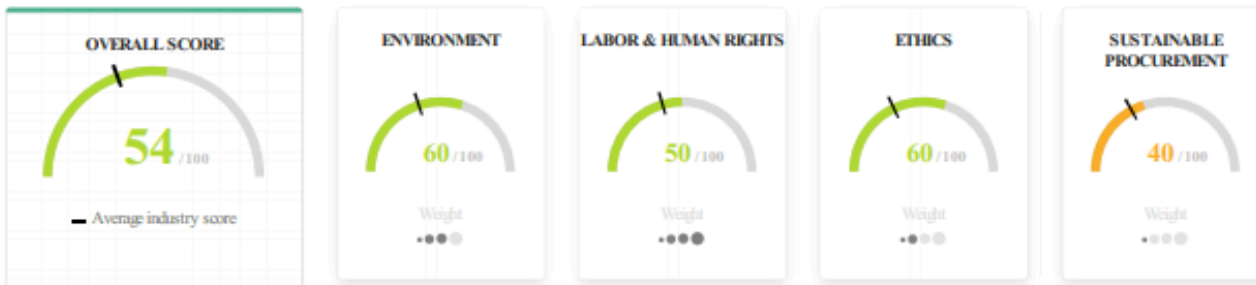 OVERALL SCORE
54 /100
Average industry score
ENVIRONMENT
60 /100
Weight
LABOR & HUMAN RIGHTS
50 /100
Weight
ETHICS
60 /100
Weight
SUSTAINABLE
PROCUREMENT
40 /100
Weight